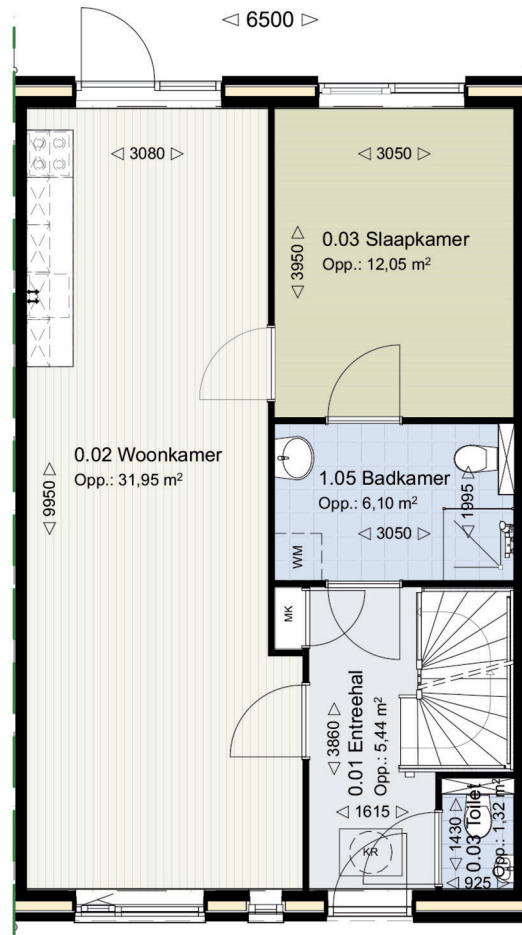 6500
3080
3050
3950
0.03 Slaapkamer
Opp.: 12,05 m²
0.02 Woonkamer
Opp.: 31,95 m²
9950
1.05 Badkamer
Opp.: 6,10 m²
1995
3050
WM
MK
3860
0.01 Entreehal
Opp.: 5,44 m²
1615
KR
1430
0.03 Toilet
Opp.: 1,32 m²
925